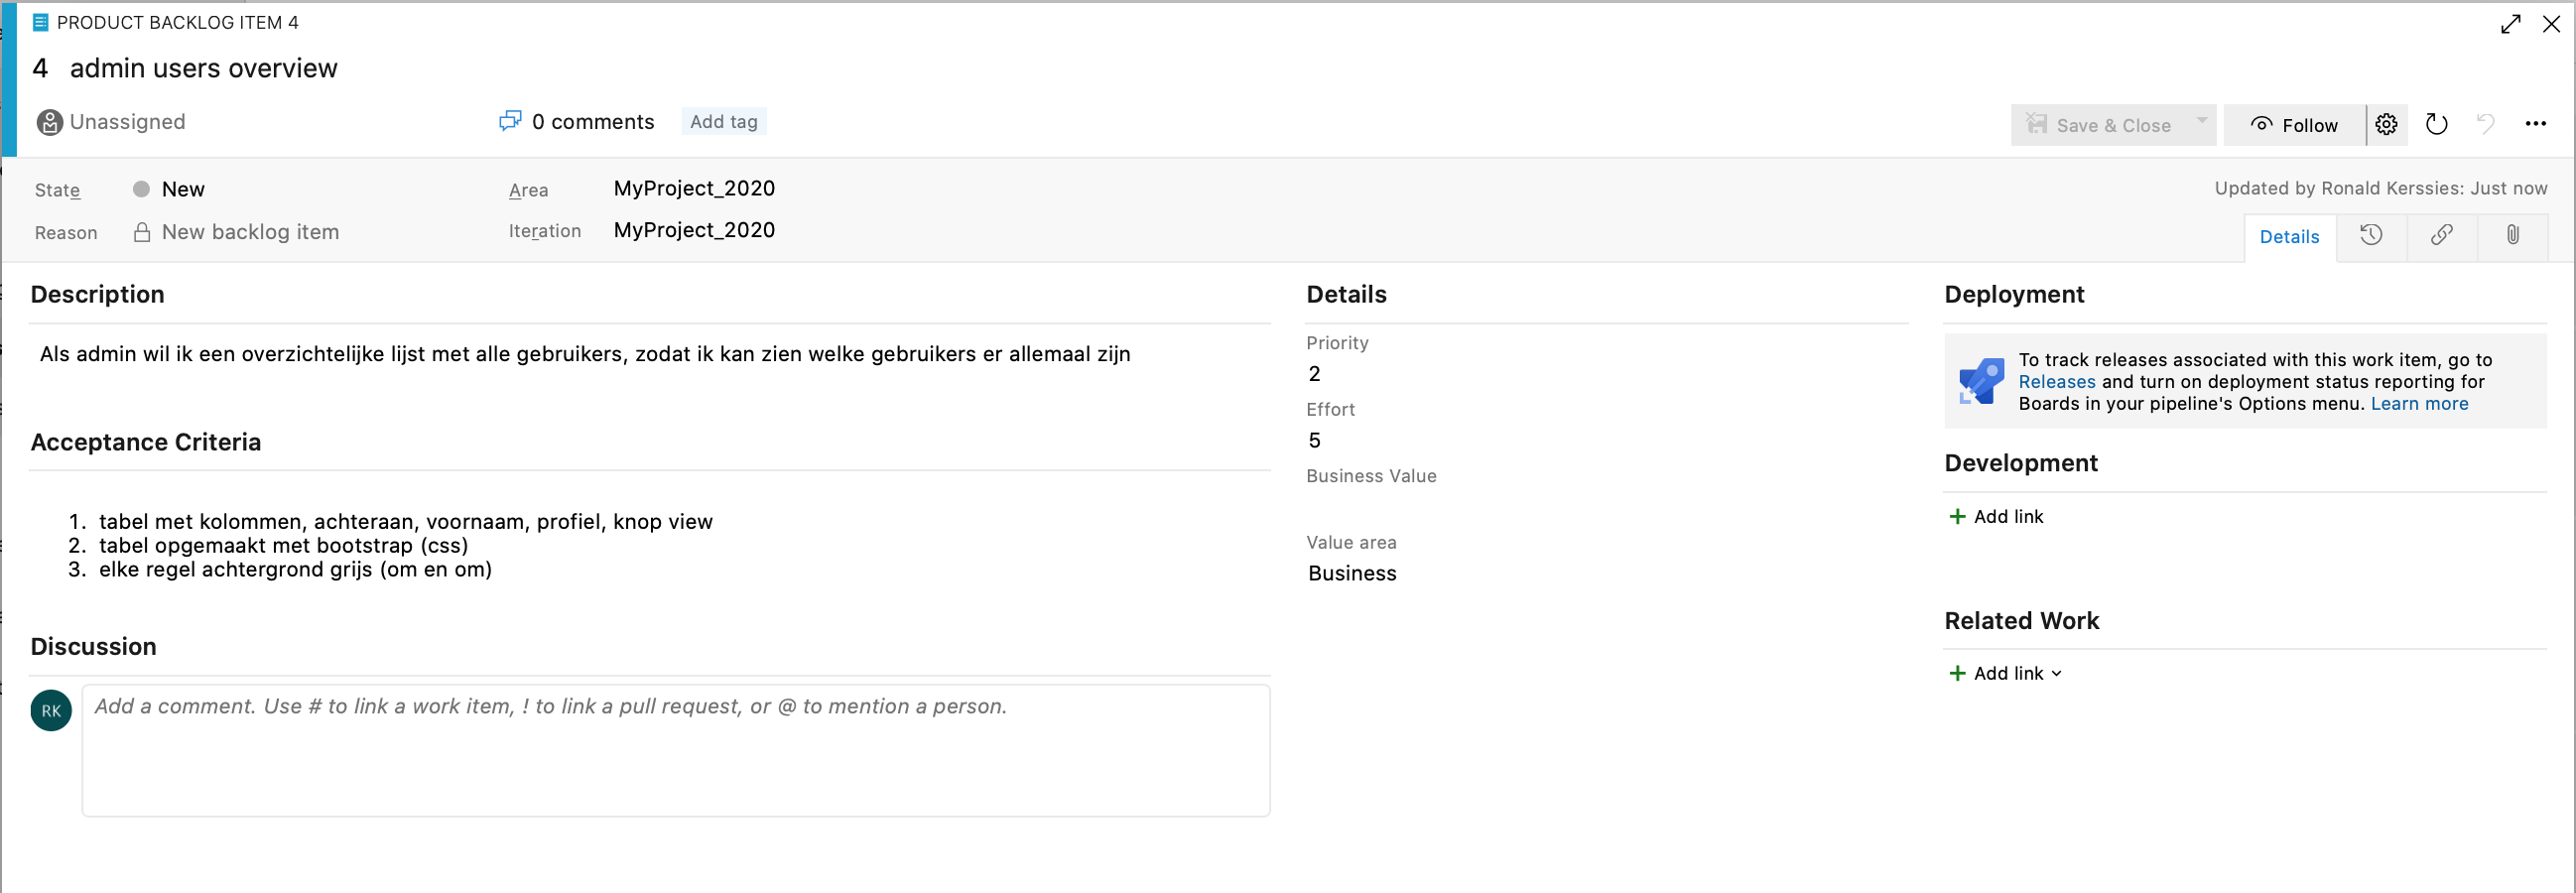 PRODUCT BACKLOG ITEM 4
4 admin users overview
Unassigned
0 comments
Add tag
Save & Close
Follow
State
New
Area
MyProject_2020
Updated by Ronald Kerssies: Just now
Reason
New backlog item
Iteration
MyProject_2020
Details
Description
Als admin wil ik een overzichtelijke lijst met alle gebruikers, zodat ik kan zien welke gebruikers er allemaal zijn
Acceptance Criteria
1. tabel met kolommen, achteraan, voornaam, profiel, knop view
2. tabel opgemaakt met bootstrap (css)
3. elke regel achtergrond grijs (om en om)
Discussion
RK
Add a comment. Use # to link a work item, ! to link a pull request, or @ to mention a person.
Details
Priority
2
Effort
5
Business Value
Value area
Business
Deployment
To track releases associated with this work item, go to
Releases and turn on deployment status reporting for
Boards in your pipeline's Options menu. Learn more
Development
+ Add link
Related Work
+ Add link